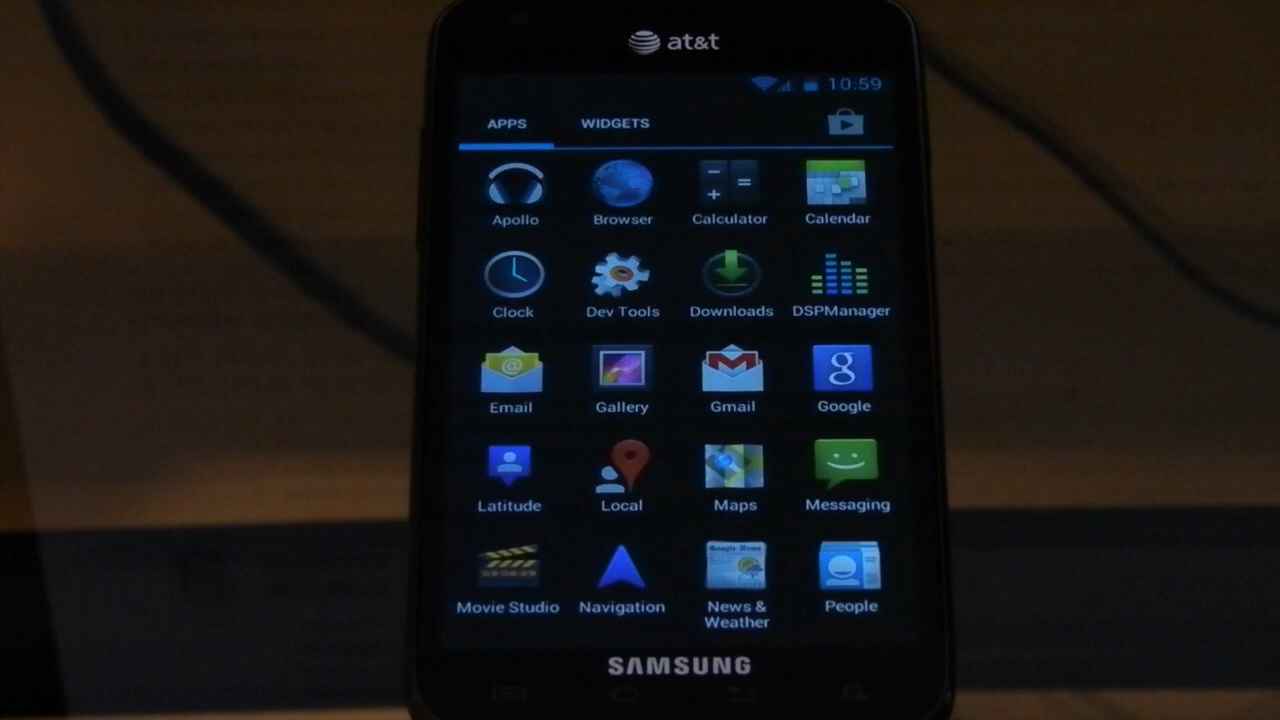 at&t
10:59
APPS WIDGETS
Apollo Browser Calculator Calendar
Clock Dev Tools Downloads DSPManager
Email Gallery Gmail Google
Latitude Local Maps Messaging
Movie Studio Navigation News & Weather People
SAMSUNG